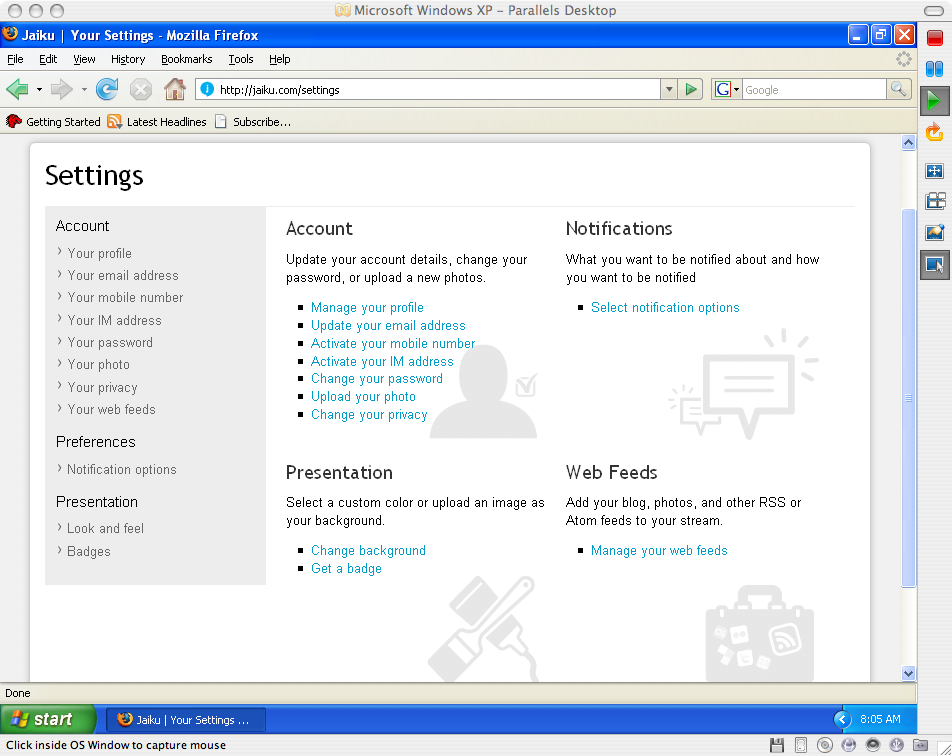 Microsoft Windows XP – Parallels Desktop
Jaiku | Your Settings - Mozilla Firefox
File Edit View History Bookmarks Tools Help
http://jaiku.com/settings
G Google
Getting Started Latest Headlines Subscribe...
Settings
Account
Your profile
Your email address
Your mobile number
Your IM address
Your password
Your photo
Your privacy
Your web feeds
Preferences
Notification options
Presentation
Look and feel
Badges
Account
Update your account details, change your
password, or upload a new photos.
Manage your profile
Update your email address
Activate your mobile number
Activate your IM address
Change your password
Upload your photo
Change your privacy
Notifications
What you want to be notified about and how
you want to be notified
Select notification options
Presentation
Select a custom color or upload an image as
your background.
Change background
Get a badge
Web Feeds
Add your blog, photos, and other RSS or
Atom feeds to your stream.
Manage your web feeds
Done
start
Jaiku | Your Settings ...
8:05 AM
Click inside OS Window to capture mouse